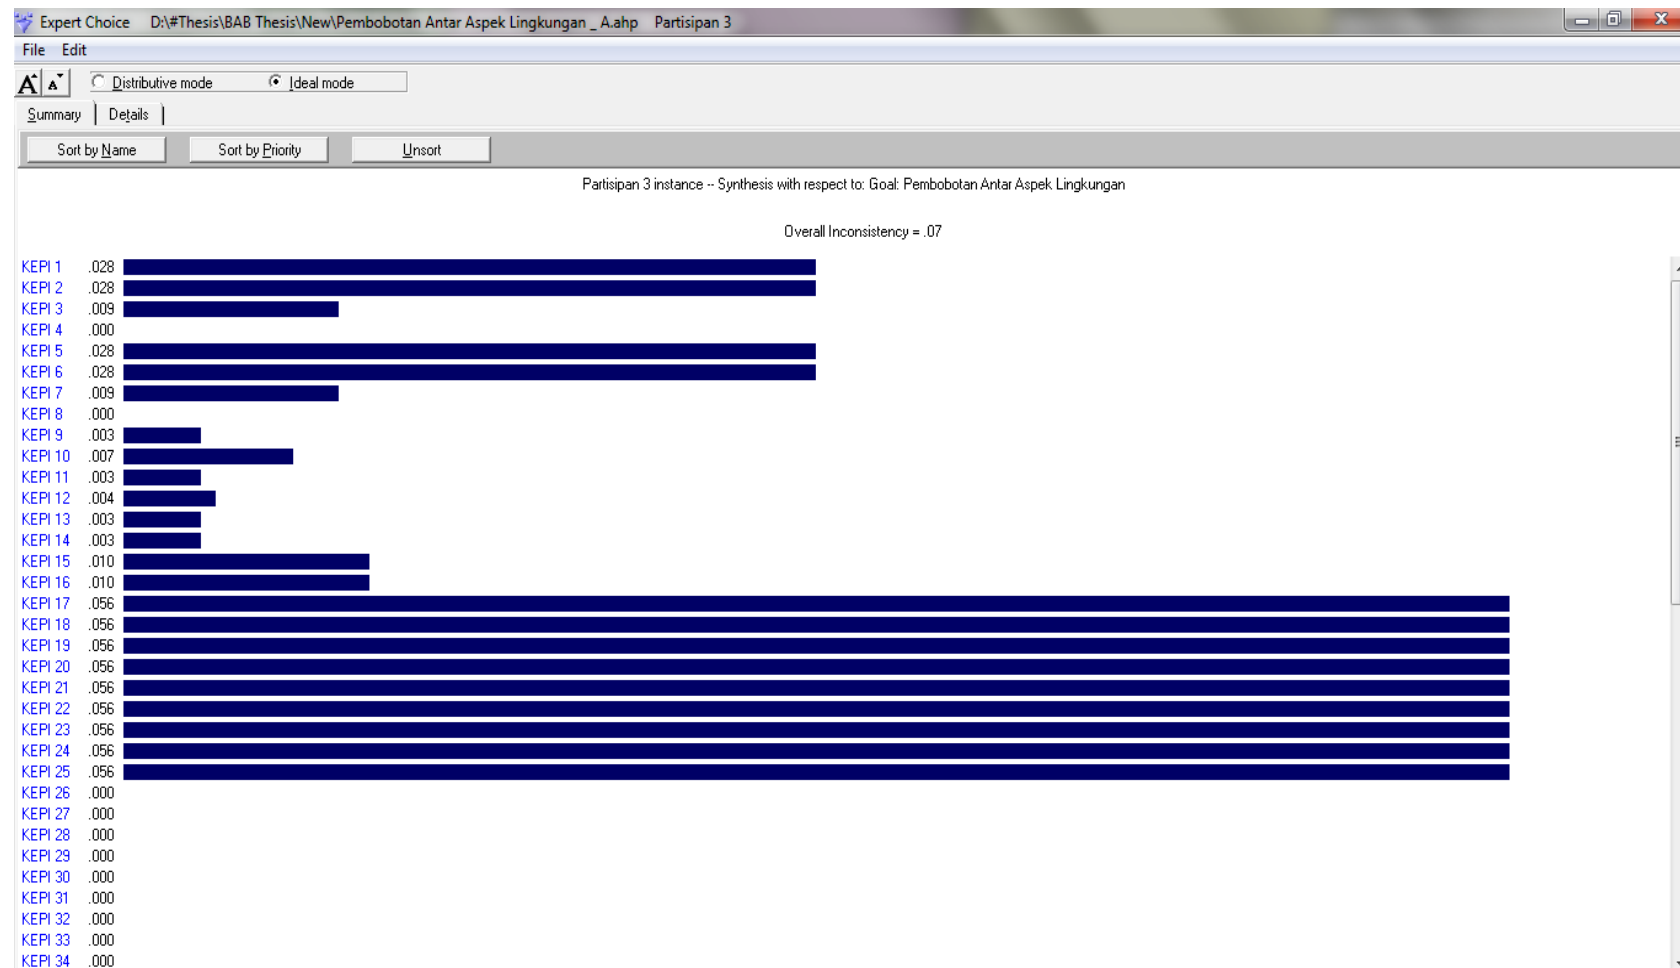 Expert Choice D:\#Thesis\BAB Thesis\New\Pembobotan Antar Aspek Lingkungan _ A.ahp Partisipan 3
File Edit
A A Distributive mode Ideal mode
Summary Details
Sort by Name Sort by Priority Unsort
Partisipan 3 instance -- Synthesis with respect to: Goal: Pembobotan Antar Aspek Lingkungan
Overall Inconsistency = .07
KEPI 1 .028
KEPI 2 .028
KEPI 3 .009
KEPI 4 .000
KEPI 5 .028
KEPI 6 .028
KEPI 7 .009
KEPI 8 .000
KEPI 9 .003
KEPI 10 .007
KEPI 11 .003
KEPI 12 .004
KEPI 13 .003
KEPI 14 .003
KEPI 15 .010
KEPI 16 .010
KEPI 17 .056
KEPI 18 .056
KEPI 19 .056
KEPI 20 .056
KEPI 21 .056
KEPI 22 .056
KEPI 23 .056
KEPI 24 .056
KEPI 25 .056
KEPI 26 .000
KEPI 27 .000
KEPI 28 .000
KEPI 29 .000
KEPI 30 .000
KEPI 31 .000
KEPI 32 .000
KEPI 33 .000
KEPI 34 .000